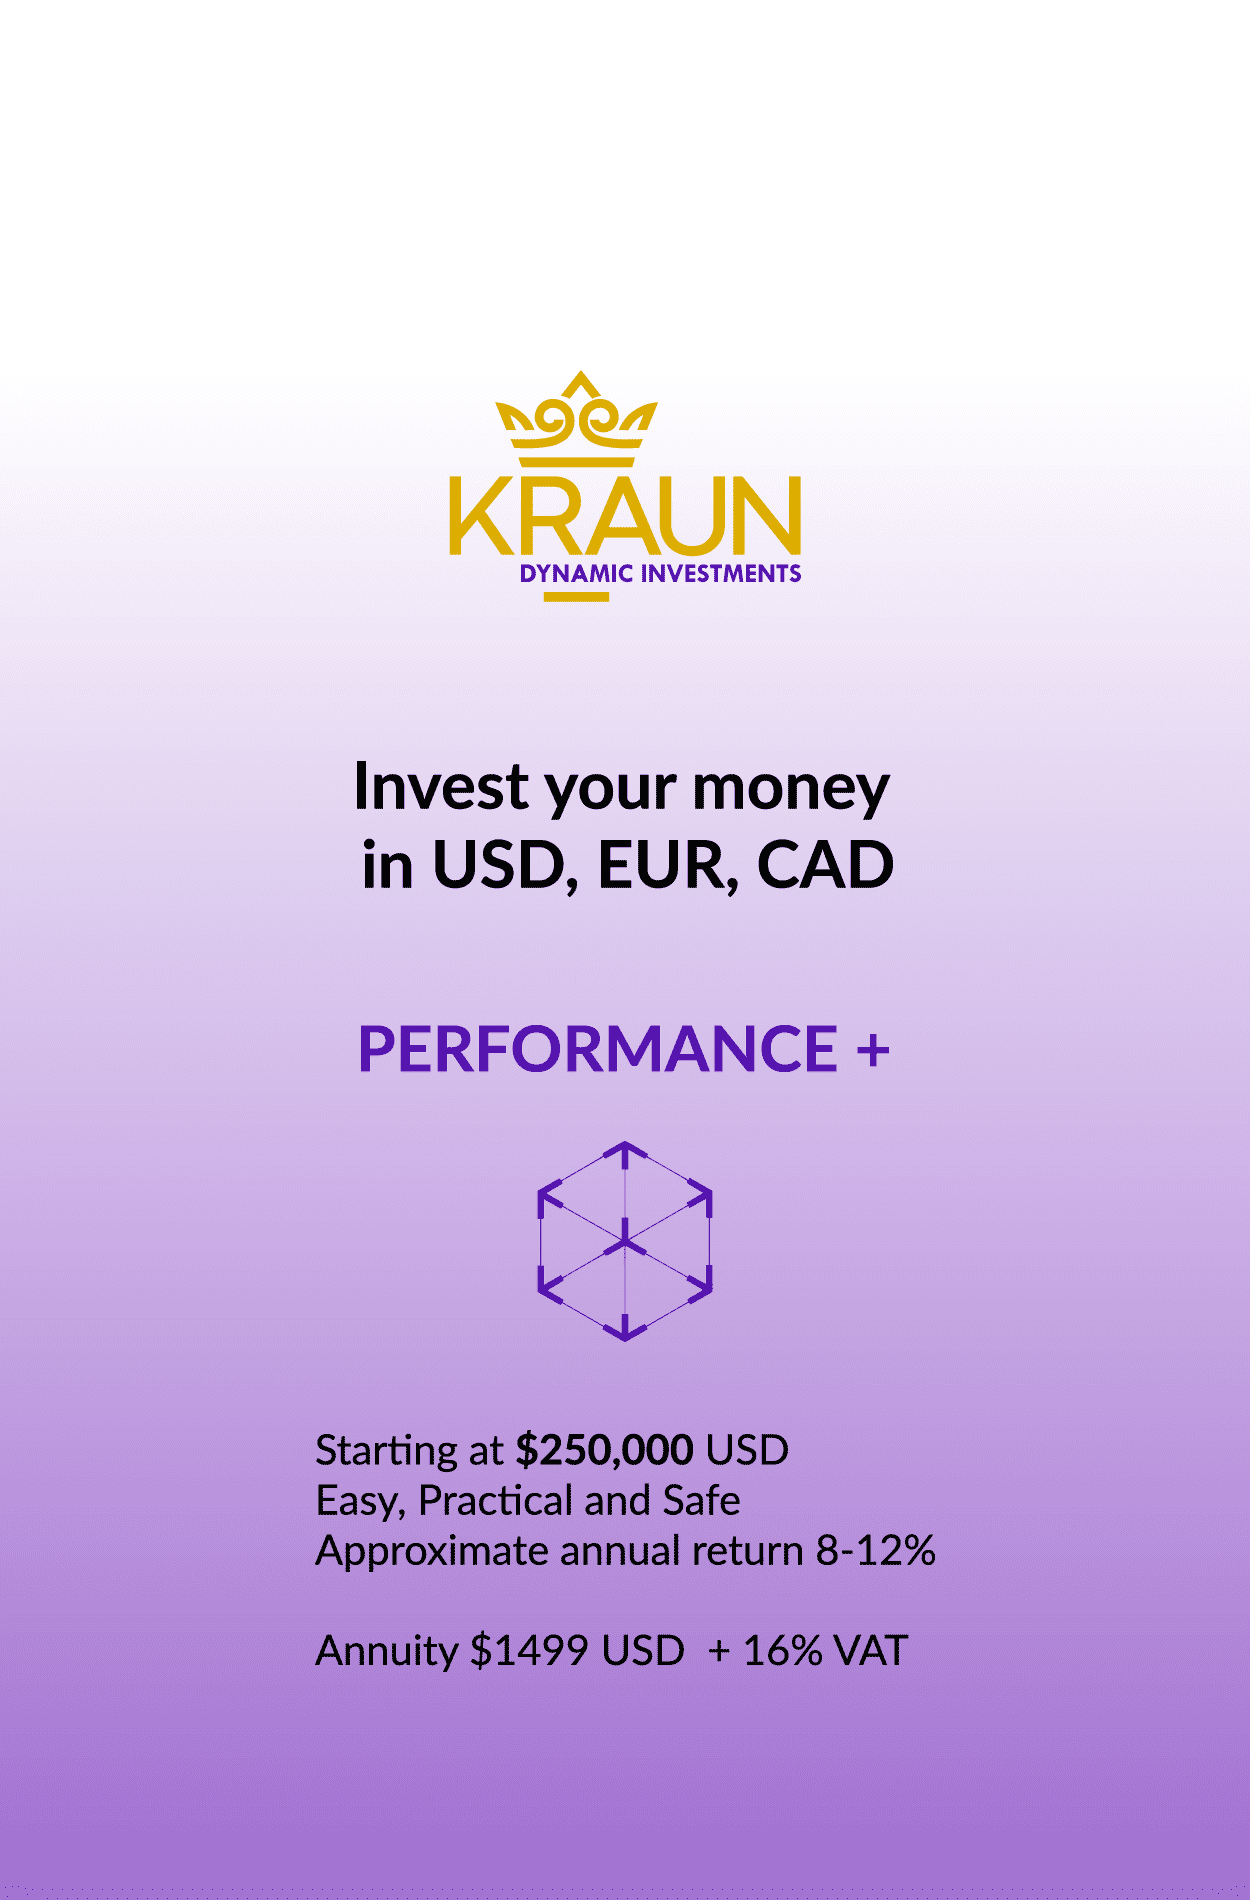 KRAUN
DYNAMIC INVESTMENTS
Invest your money
in USD, EUR, CAD
PERFORMANCE +
Starting at $250,000 USD
Easy, Practical and Safe
Approximate annual return 8-12%
Annuity $1499 USD + 16% VAT